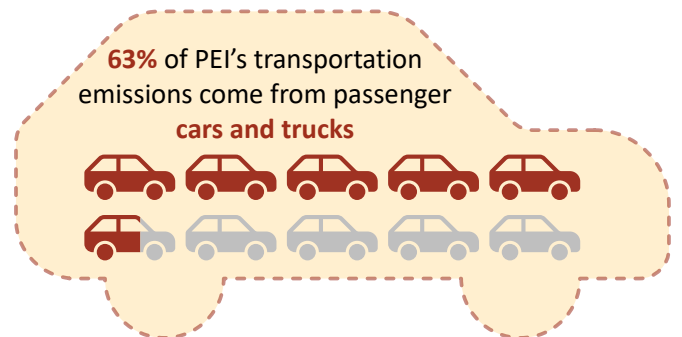 63% of PEI’s transportation
emissions come from passenger
cars and trucks